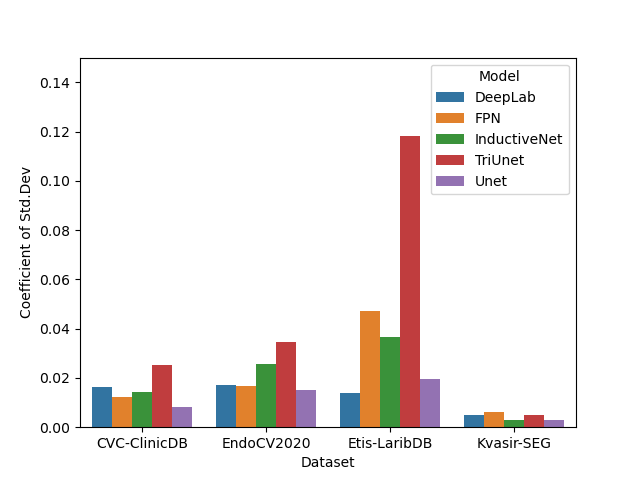 0.14
0.12
0.10
0.08
0.06
0.04
0.02
0.00
Coefficient of Std.Dev
Model
DeepLab
FPN
InductiveNet
TriUnet
Unet
CVC-ClinicDB
EndoCV2020
Etis-LaribDB
Kvasir-SEG
Dataset